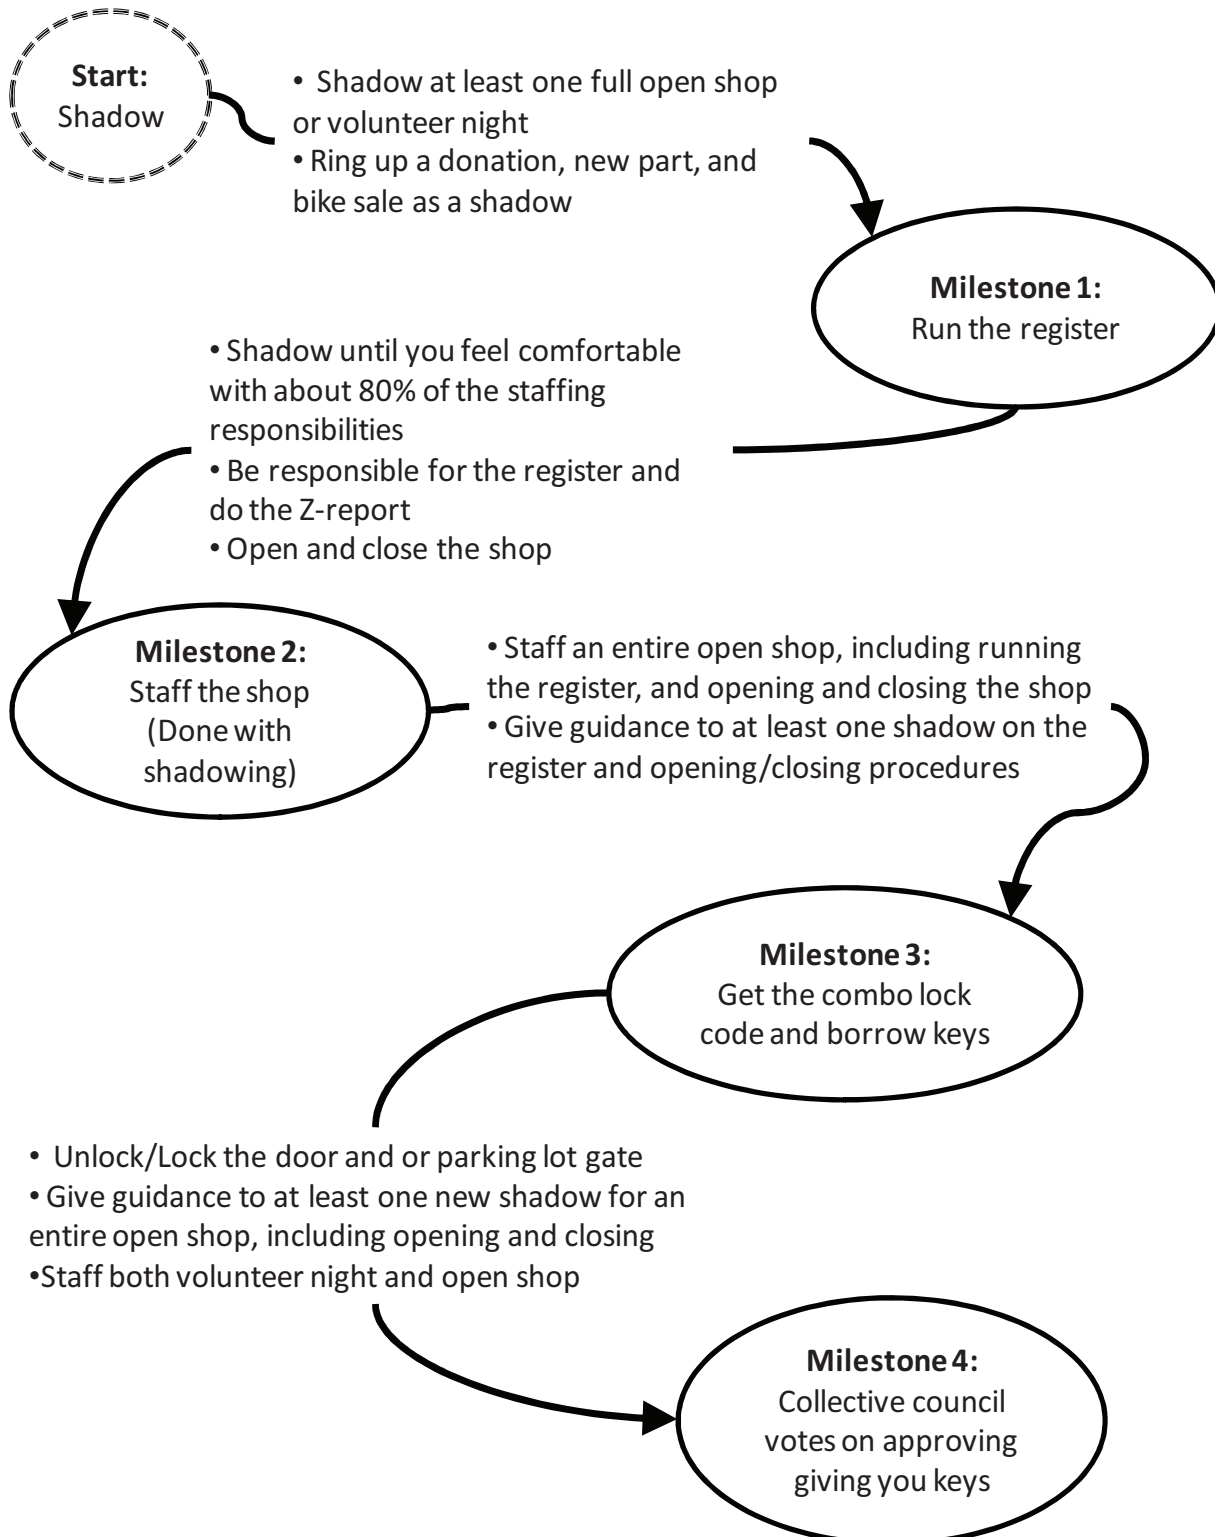 Start:
Shadow
• Shadow at least one full open shop
or volunteer night
• Ring up a donation, new part, and
bike sale as a shadow
Milestone 1:
Run the register
• Shadow until you feel comfortable
with about 80% of the staffing
responsibilities
• Be responsible for the register and
do the Z-report
• Open and close the shop
Milestone 2:
Staff the shop
(Done with
shadowing)
• Staff an entire open shop, including running
the register, and opening and closing the shop
• Give guidance to at least one shadow on the
register and opening/closing procedures
Milestone 3:
Get the combo lock
code and borrow keys
• Unlock/Lock the door and or parking lot gate
• Give guidance to at least one new shadow for an
entire open shop, including opening and closing
•Staff both volunteer night and open shop
Milestone 4:
Collective council
votes on approving
giving you keys